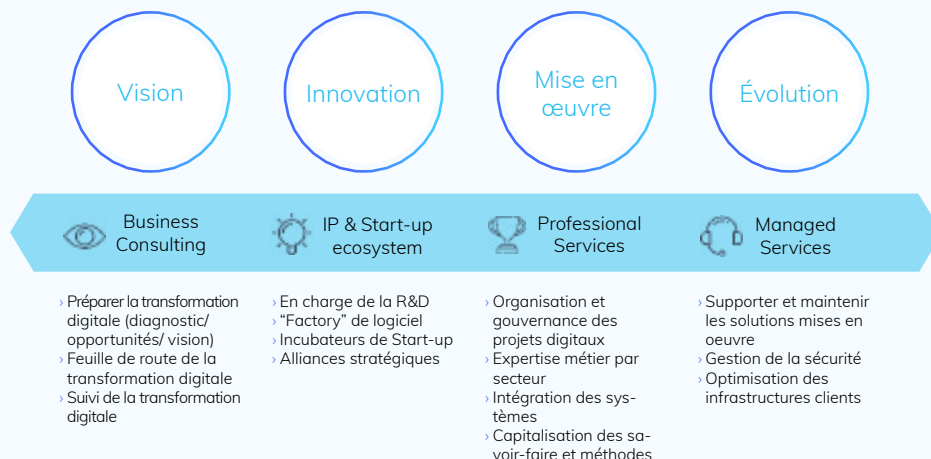 Vision
Innovation
Mise en
œuvre
Évolution
Business
Consulting
IP & Start-up
ecosystem
Professional
Services
Managed
Services
› Préparer la transformation
digitale (diagnostic/
opportunités/ vision)
› Feuille de route de la
transformation digitale
› Suivi de la transformation
digitale
› En charge de la R&D
› “Factory” de logiciel
› Incubateurs de Start-up
› Alliances stratégiques
› Organisation et
gouvernance des
projets digitaux
› Expertise métier par
secteur
› Intégration des sys-
tèmes
› Capitalisation des sa-
voir-faire et méthodes
› Supporter et maintenir
les solutions mises en
oeuvre
› Gestion de la sécurité
› Optimisation des
infrastructures clients